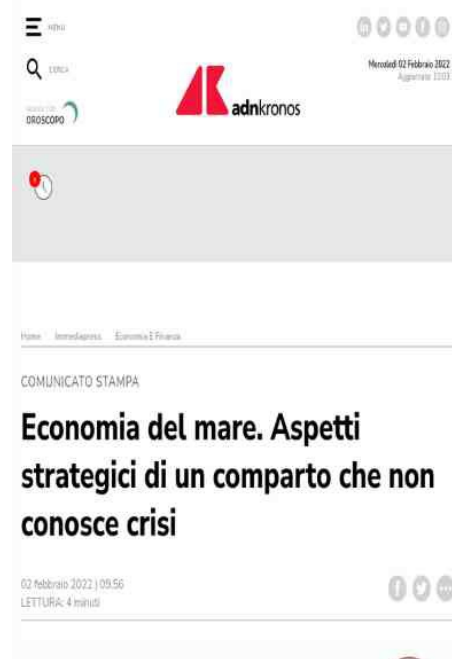 MENU
CERCA
OROSCOPO
adnkronos
Mercoledì 02 Febbraio 2022
Aggiornato:
Home Immediapress Economia E Finanza
COMUNICATO STAMPA
Economia del mare. Aspetti
strategici di un comparto che non
conosce crisi
02 febbraio 2022 | 09.56
LETTURA: 4 minuti